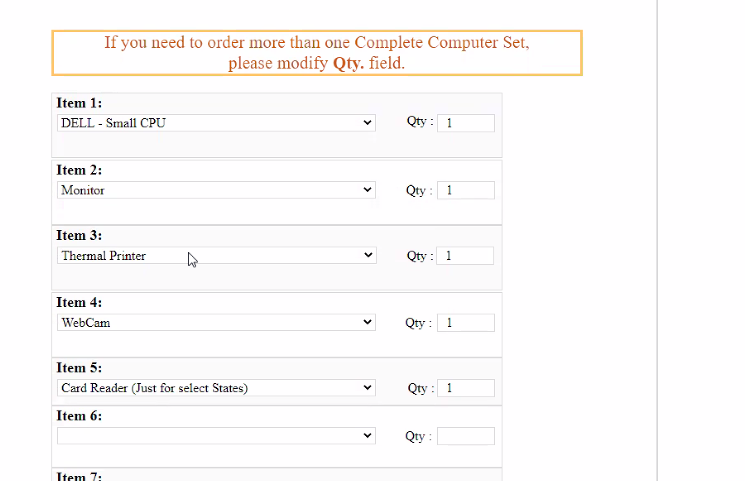 If you need to order more than one Complete Computer Set,
please modify Qty. field.
Item 1:
DELL - Small CPU Qty : 1
Item 2:
Monitor Qty : 1
Item 3:
Thermal Printer Qty : 1
Item 4:
WebCam Qty : 1
Item 5:
Card Reader (Just for select States) Qty : 1
Item 6:
Qty :
Item 7: